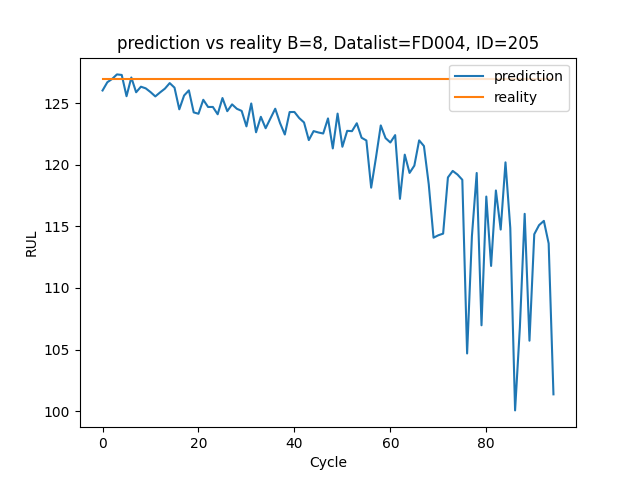 prediction vs reality B=8, Datalist=FD004, ID=205
prediction
reality
RUL
125
120
115
110
105
100
0 20 40 60 80
Cycle